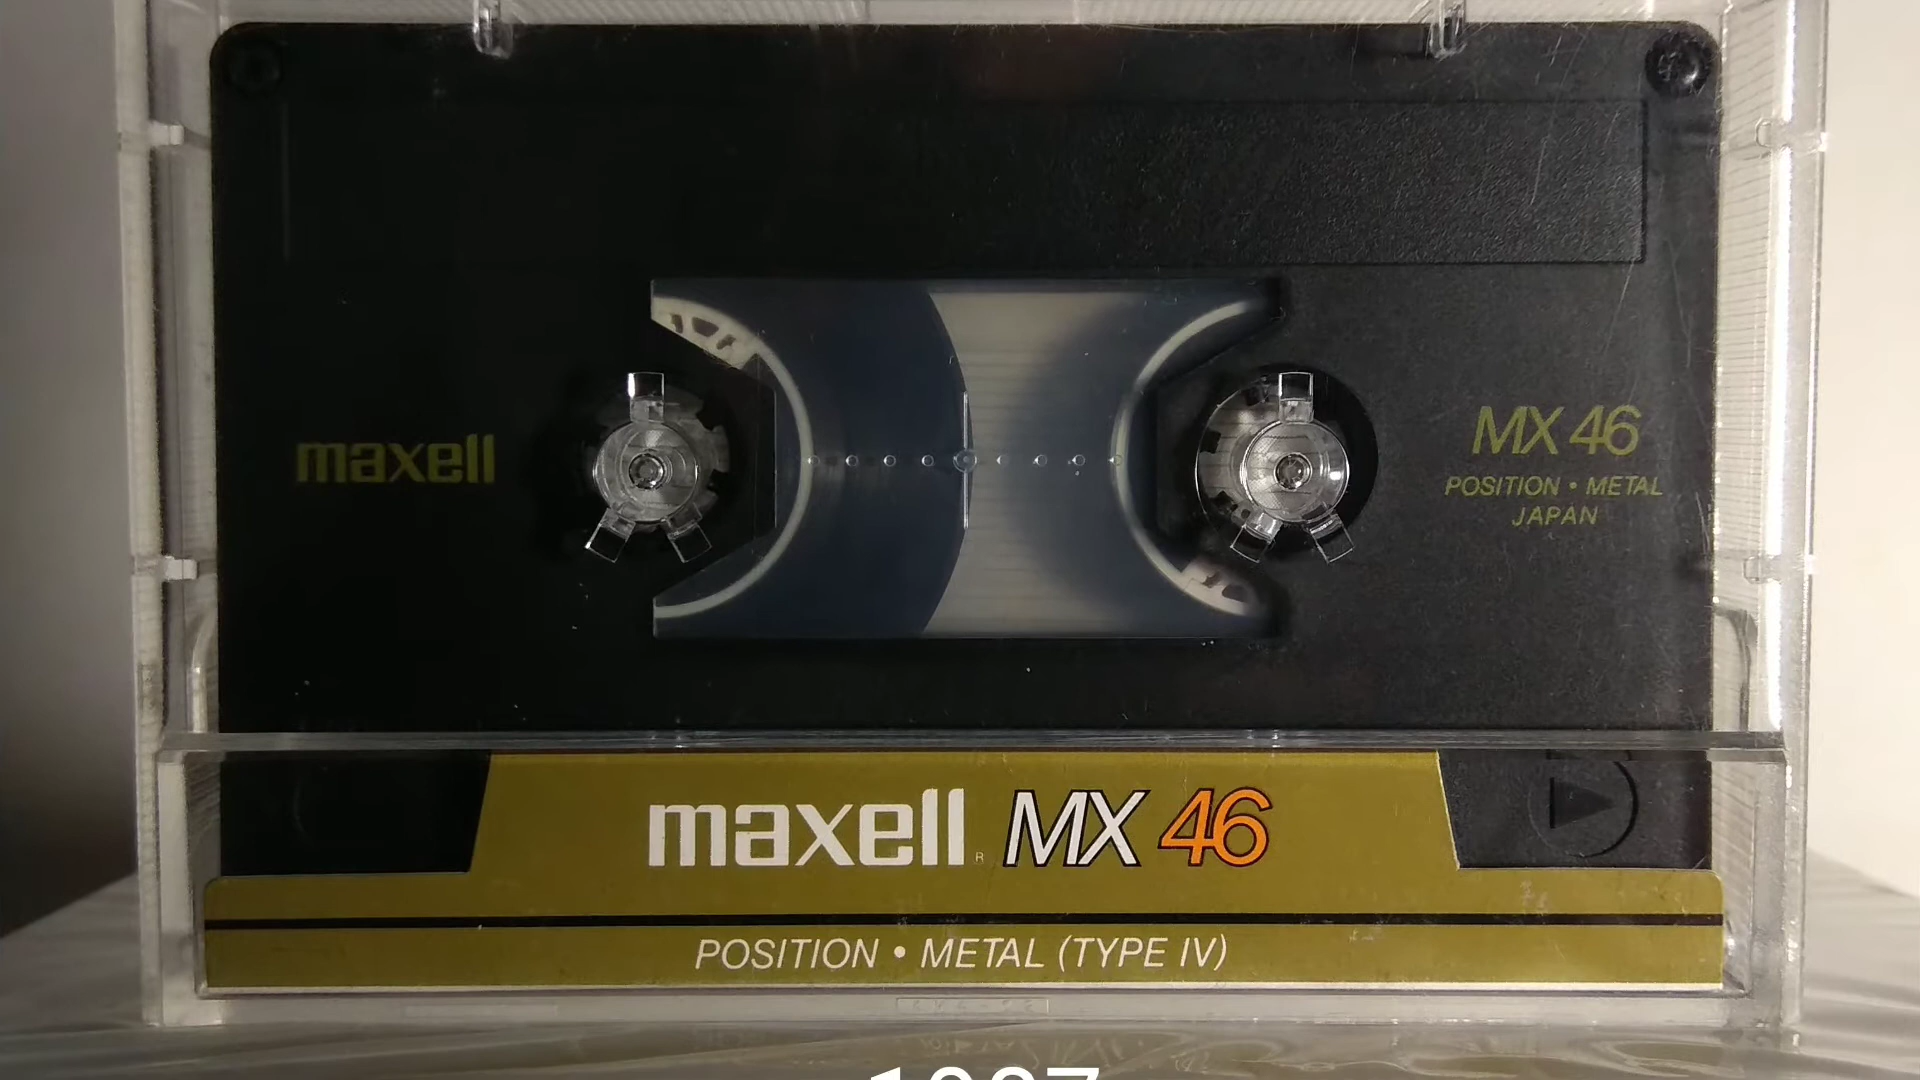 maxell
MX 46
POSITION • METAL
JAPAN
maxell® MX 46
POSITION • METAL (TYPE IV)